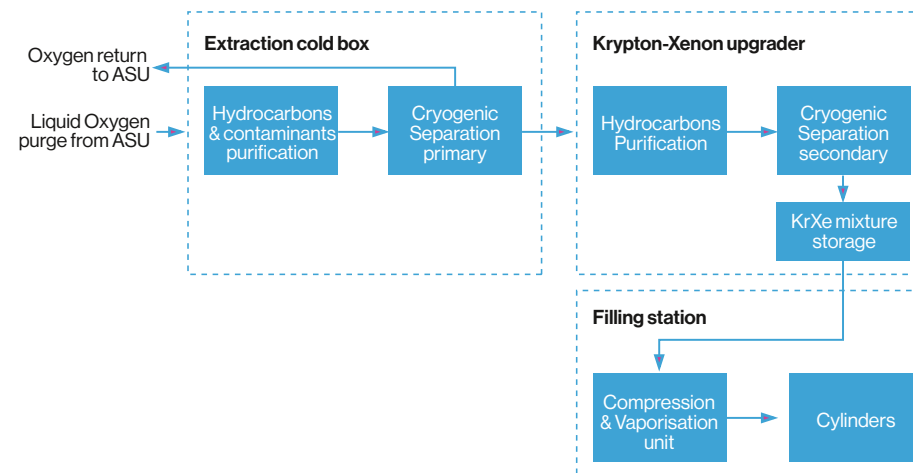 Extraction cold box
Oxygen return
to ASU
Liquid Oxygen
purge from ASU
Hydrocarbons
& contaminants
purification
Cryogenic
Separation
primary
Krypton-Xenon upgrader
Hydrocarbons
Purification
Cryogenic
Separation
secondary
KrXe mixture
storage
Filling station
Compression
& Vaporisation
unit
Cylinders